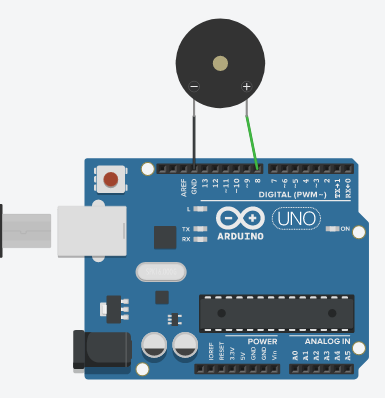 − +
AREF
GND
13
12
~11
~10
~9
8
7
~6
~5
4
~3
2
TX→1
RX←0
DIGITAL (PWM~)
L
TX
RX
ARDUINO
UNO
ON
IOREF
RESET
3.3V
5V
GND
GND
Vin
POWER
ANALOG IN
A0
A1
A2
A3
A4
A5